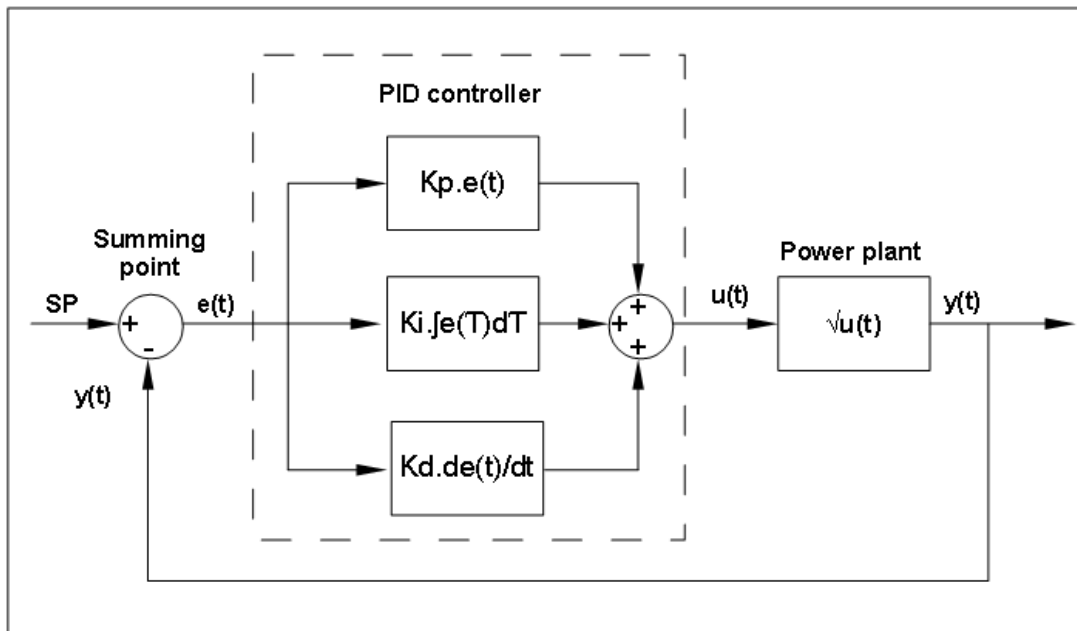 PID controller
Kp.e(t)
Summing
point
Power plant
SP
+
-
e(t)
Ki.∫e(T)dT
+
+
+
u(t)
√u(t)
y(t)
y(t)
Kd.de(t)/dt